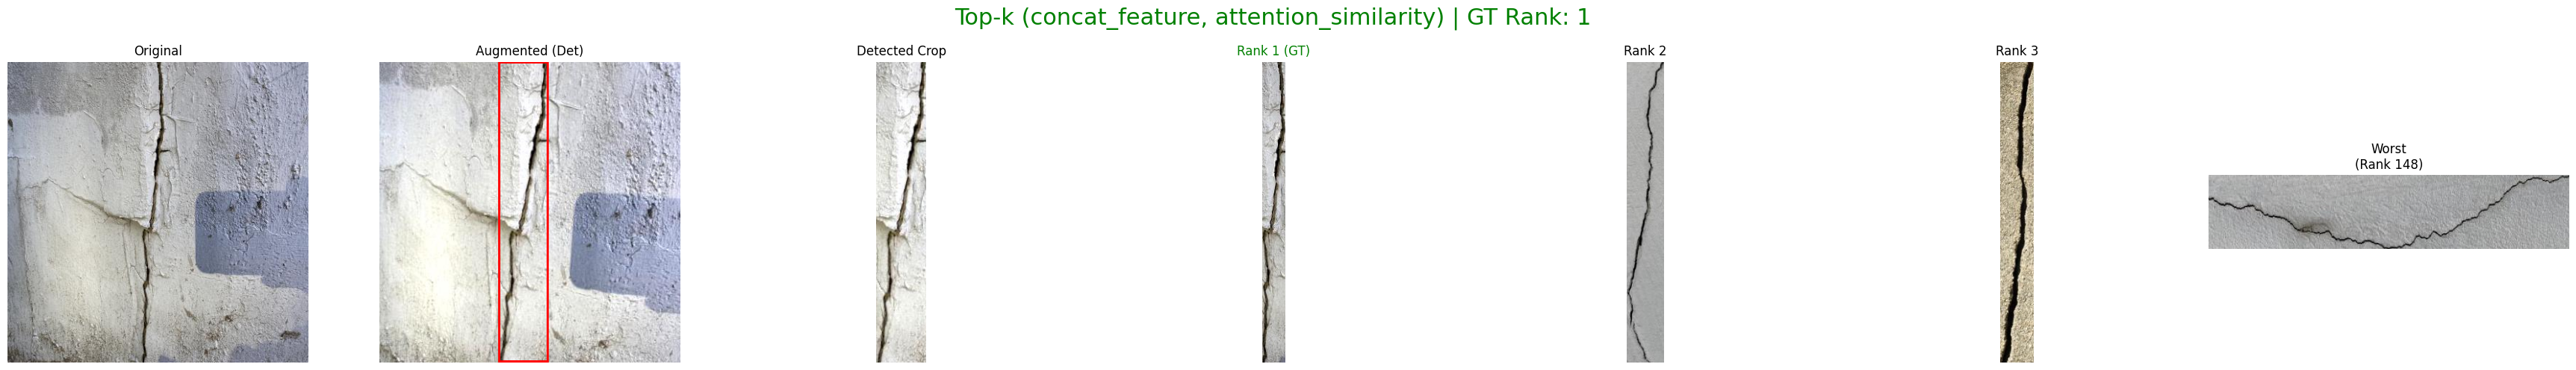 Top-k (concat_feature, attention_similarity) | GT Rank: 1
Original
Augmented (Det)
Detected Crop
Rank 1 (GT)
Rank 2
Rank 3
Worst
(Rank 148)